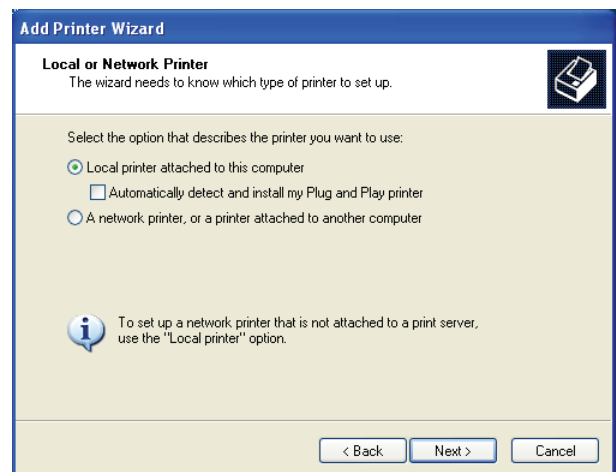 Add Printer Wizard
Local or Network Printer
The wizard needs to know which type of printer to set up.
Select the option that describes the printer you want to use:
Local printer attached to this computer
Automatically detect and install my Plug and Play printer
A network printer, or a printer attached to another computer
To set up a network printer that is not attached to a print server,
use the "Local printer" option.
< Back Next > Cancel